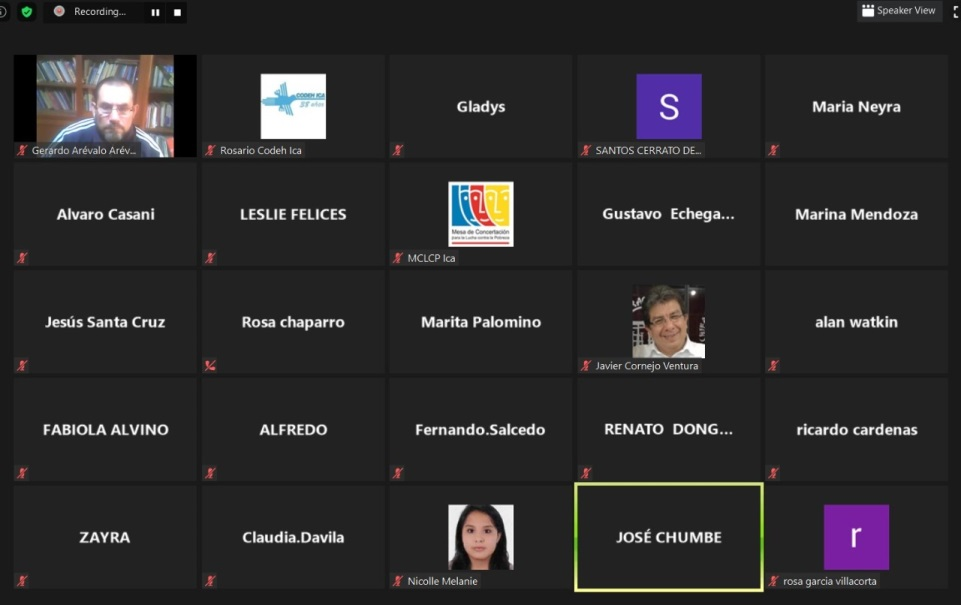 Recording...
Speaker View
Gerardo Arévalo Arév...
CODEH ICA
38 años
Rosario Codeh Ica
Gladys
S
SANTOS CERRATO DE...
Maria Neyra
Alvaro Casani
LESLIE FELICES
Mesa de Concertación
para la Lucha contra la Pobreza
MCLCP Ica
Gustavo Echega...
Marina Mendoza
Jesús Santa Cruz
Rosa chaparro
Marita Palomino
Javier Cornejo Ventura
alan watkin
FABIOLA ALVINO
ALFREDO
Fernando.Salcedo
RENATO DONG...
ricardo cardenas
ZAYRA
Claudia.Davila
Nicolle Melanie
JOSÉ CHUMBE
r
rosa garcia villacorta